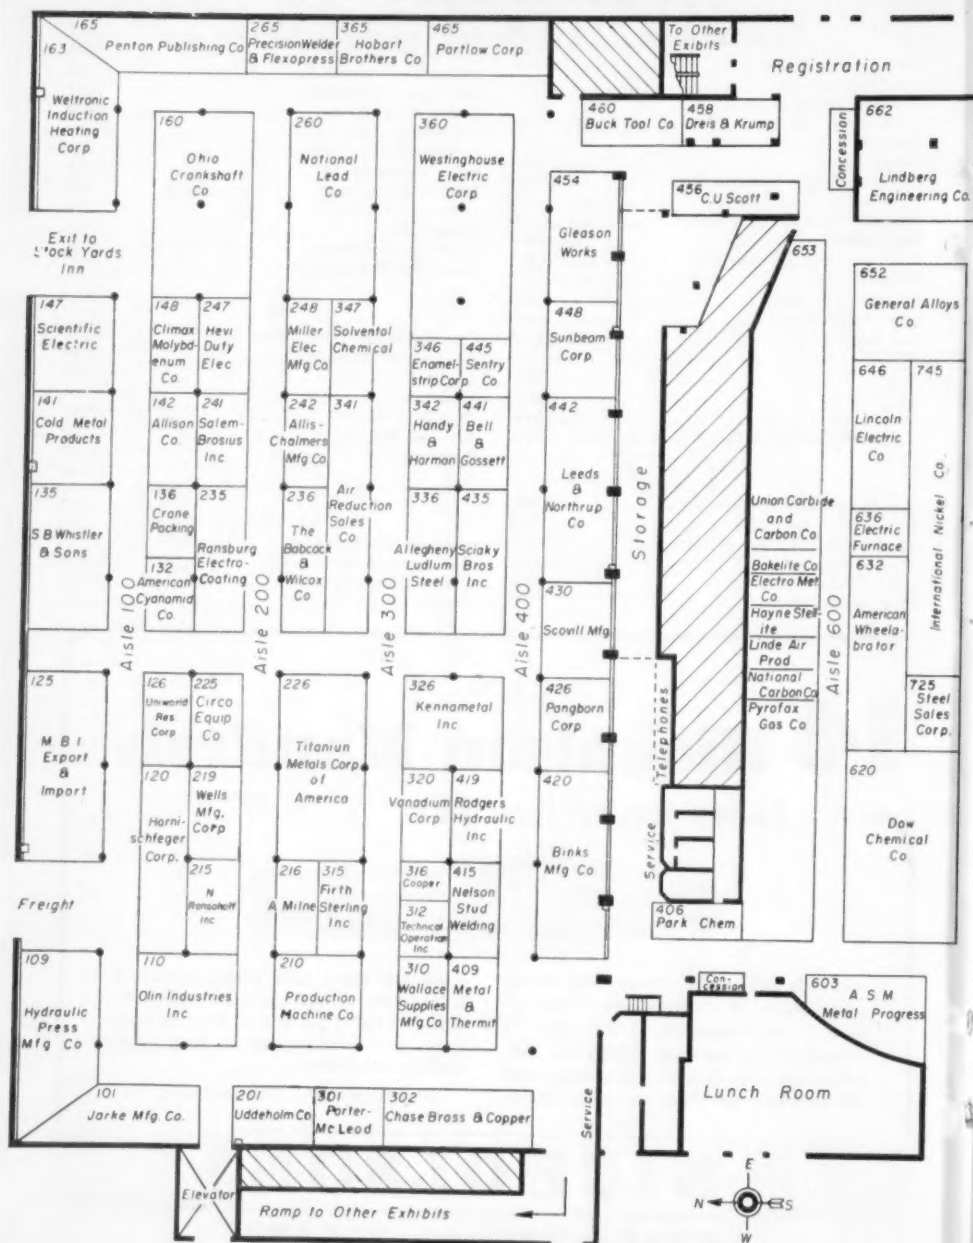 165
Penton Publishing Co
265
Precision Welder
& Flexopress
365
Hobart
Brothers Co
465
Partlow Corp.
To Other
Exibits
Registration
163
Weltronic
Induction
Heating
Corp.
160
Ohio
Crankshaft
Co
260
National
Lead
Co.
360
Westinghouse
Electric
Corp
460
Buck Tool Co.
458
Dreis & Krump
Concession
662
Lindberg
Engineering Co.
454
Gleason
Works
456
C.U Scott
Exit to
Stock Yards
Inn
653
652
General Alloys
Co.
147
Scientific
Electric
148
Climax
Molybd-
enum
Co.
247
Hevi
Duty
Elec
248
Miller
Elec
Mfg Co
347
Solventol
Chemical
346
Enamel-
strip Corp
445
Sentry
Co
448
Sunbeam
Corp.
646
Lincoln
Electric
Co
745
International Nickel Co.
141
Cold Metal
Products
142
Allison
Co.
241
Salem-
Brosius
Inc
242
Allis-
Chalmers
Mfg Co
341
Air
Reduction
Sales
Co.
342
Handy
&
Harman
441
Bell
&
Gossett
442
Leeds
&
Northrup
Co
Storage
135
S B Whistler
& Sons
136
Crane
Packing
235
Ransburg
Electro-
Coating
236
The
Babcock
&
Wilcox
Co
336
Allegheny
Ludlum
Steel
435
Sciaky
Bros
Inc
Union Carbide
and
Carbon Co
Bakelite Co
Electro Met.
Co
Hayne Stell-
ite
Linde Air
Prod
National
Carbon Co
Pyrofax
Gas Co.
636
Electric
Furnace
632
American
Wheela-
brator
132
American
Cyanamid
Co.
Aisle 100
Aisle 200
Aisle 300
Aisle 400
Aisle 600
430
Scovill Mfg.
125
M. B I
Export
&
Import
126
Uniworld
Res.
Corp
225
Circo
Equip
Co
226
Titaniun
Metals Corp
of
America
326
Kennametal
Inc
426
Pangborn
Corp
Telephones
725
Steel
Sales
Corp.
120
Harni-
schfeger
Corp.
219
Wells
Mfg.
Corp
320
Vanadium
Corp
419
Rodgers
Hydraulic
Inc
420
Binks
Mfg Co
Service
620
Dow
Chemical
Co.
215
N
Ransohoff
Inc
216
A Milne
315
Firth
Sterling
Inc
316
Cooper
312
Technical
Operation
Inc
415
Nelson
Stud
Welding
406
Park Chem
Freight
109
Hydraulic
Press
Mfg Co
110
Olin Industries
Inc
210
Production
Machine Co
310
Wallace
Supplies
Mfg Co
409
Metal
&
Thermit
Con-
cession
603
A S M
Metal Progress
Lunch Room
101
Jarke Mfg. Co.
201
Uddeholm Co
301
Porter-
Mc Leod
302
Chase Brass & Copper
Service
Elevator
Ramp to Other Exhibits
E
N
S
W